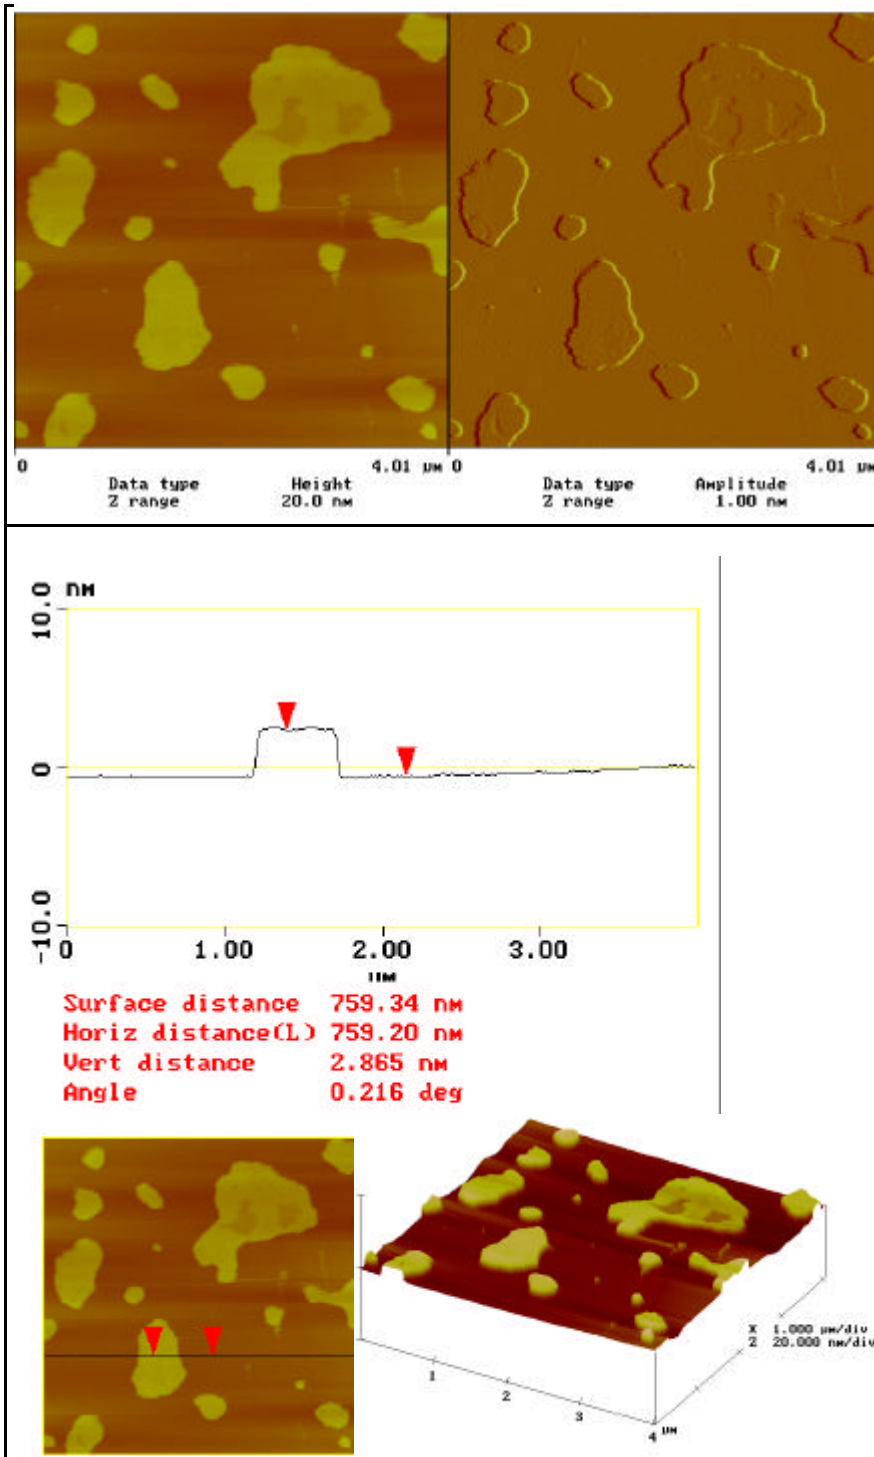 0 4.01 µm 0 4.01 µm
Data type Height Data type Amplitude
Z range 20.0 nm Z range 1.00 nm
10.0 nm
0
-10.0
0 1.00 2.00 3.00
µm
Surface distance 759.34 nm
Horiz distance(L) 759.20 nm
Vert distance 2.865 nm
Angle 0.216 deg
X 1.000 µm/div
Z 20.000 nm/div
1
2
3
4 µm